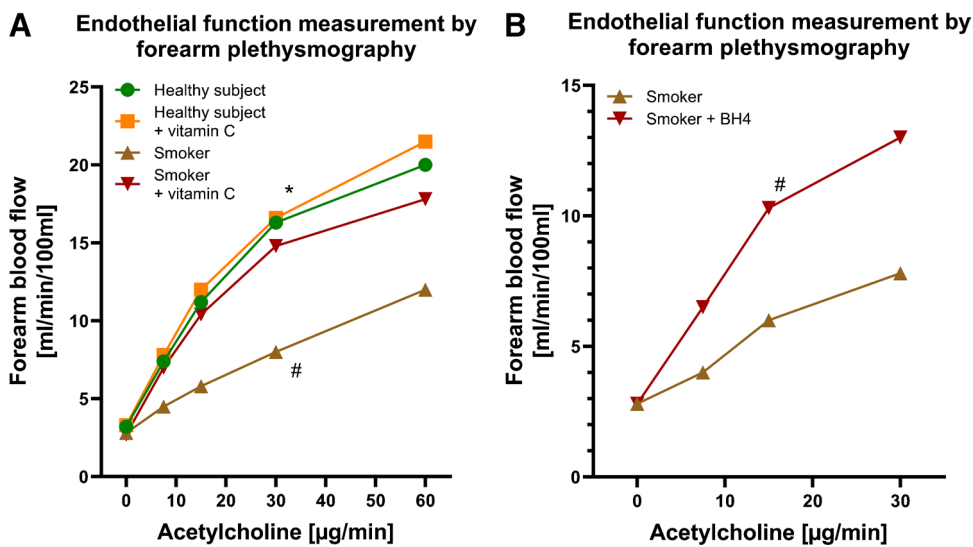 A
Endothelial function measurement by
forearm plethysmography
Healthy subject
Healthy subject
+ vitamin C
Smoker
Smoker
+ vitamin C
25
20
15
10
5
0
*
#
0 10 20 30 40 50 60
Forearm blood flow
[ml/min/100ml]
Acetylcholine [µg/min]
B
Endothelial function measurement by
forearm plethysmography
Smoker
Smoker + BH4
15
10
5
0
#
0 10 20 30
Forearm blood flow
[ml/min/100ml]
Acetylcholine [µg/min]